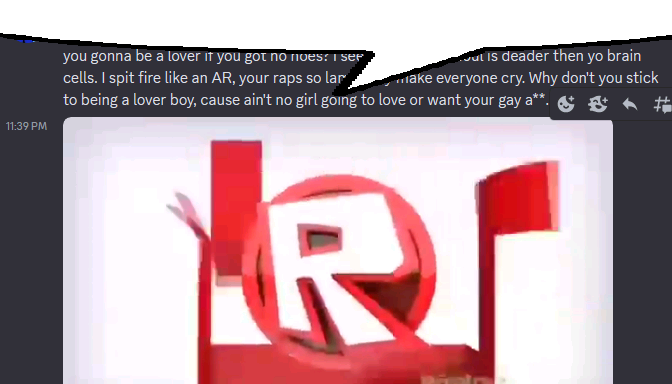 you gonna be a lover if you got no hoes? I see
is deader then yo brain
cells. I spit fire like an AR, your raps so
make everyone cry. Why don't you stick
to being a lover boy, cause ain't no girl going to love or want your gay a**.
11:39 PM
R